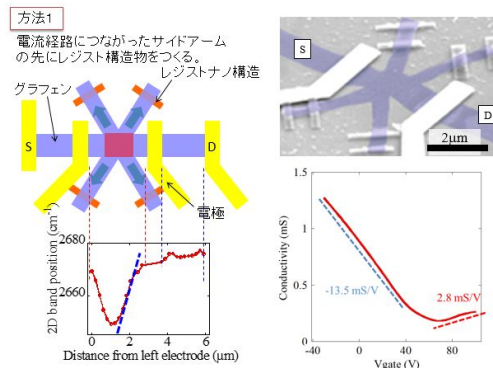 方法1
電流経路につながったサイドアーム
の先にレジスト構造物をつくる。
グラフェン
レジストナノ構造
S
D
電極
2D band position (cm⁻¹)
2680
2660
0
2
4
6
Distance from left electrode (μm)
S
D
2μm
Conductivity (mS)
1.5
1
0.5
0
-13.5 mS/V
2.8 mS/V
-40
0
40
80
120
Vgate (V)